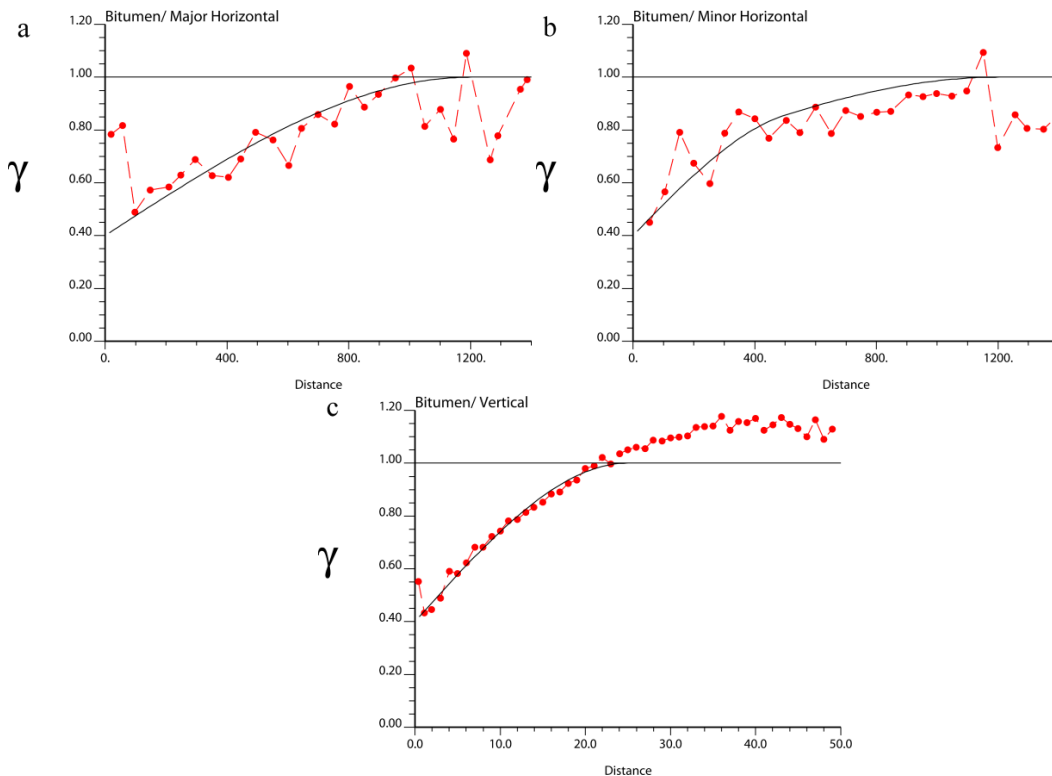 a
Bitumen/ Major Horizontal
γ
1.20
1.00
0.80
0.60
0.40
0.20
0.00
0. 400. 800. 1200.
Distance
b
Bitumen/ Minor Horizontal
γ
1.20
1.00
0.80
0.60
0.40
0.20
0.00
0. 400. 800. 1200.
Distance
c
Bitumen/ Vertical
γ
1.20
1.00
0.80
0.60
0.40
0.20
0.00
0.0 10.0 20.0 30.0 40.0 50.0
Distance